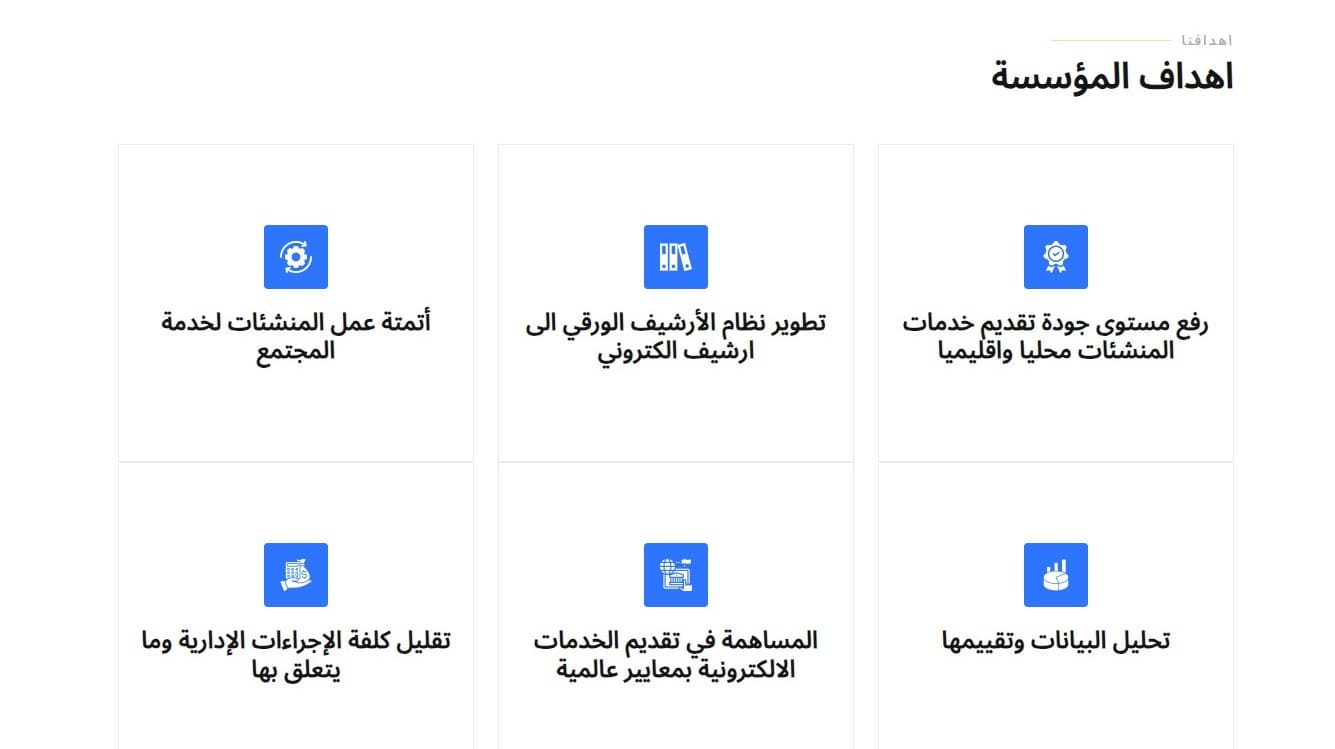 اهدافنا
اهداف المؤسسة
رفع مستوى جودة تقديم خدمات
المنشئات محليا واقليميا
تطوير نظام الأرشيف الورقي الى
ارشيف الكتروني
أتمتة عمل المنشئات لخدمة
المجتمع
تحليل البيانات وتقييمها
المساهمة في تقديم الخدمات
الالكترونية بمعايير عالمية
تقليل كلفة الإجراءات الإدارية وما
يتعلق بها